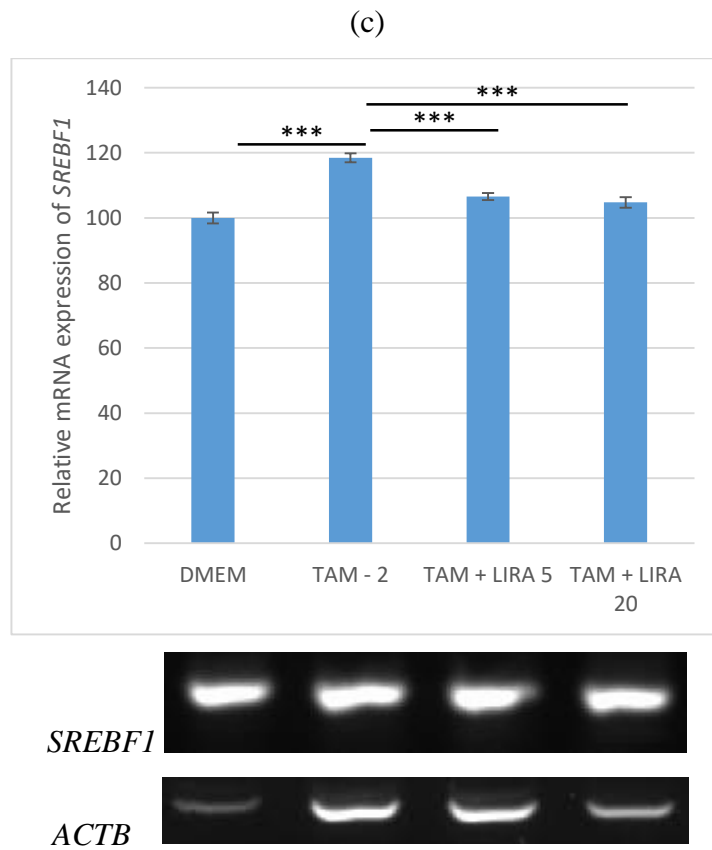 (c)
Relative mRNA expression of SREBF1
140
120
100
80
60
40
20
0
***
***
***
DMEM
TAM - 2
TAM + LIRA 5
TAM + LIRA
20
SREBF1
ACTB